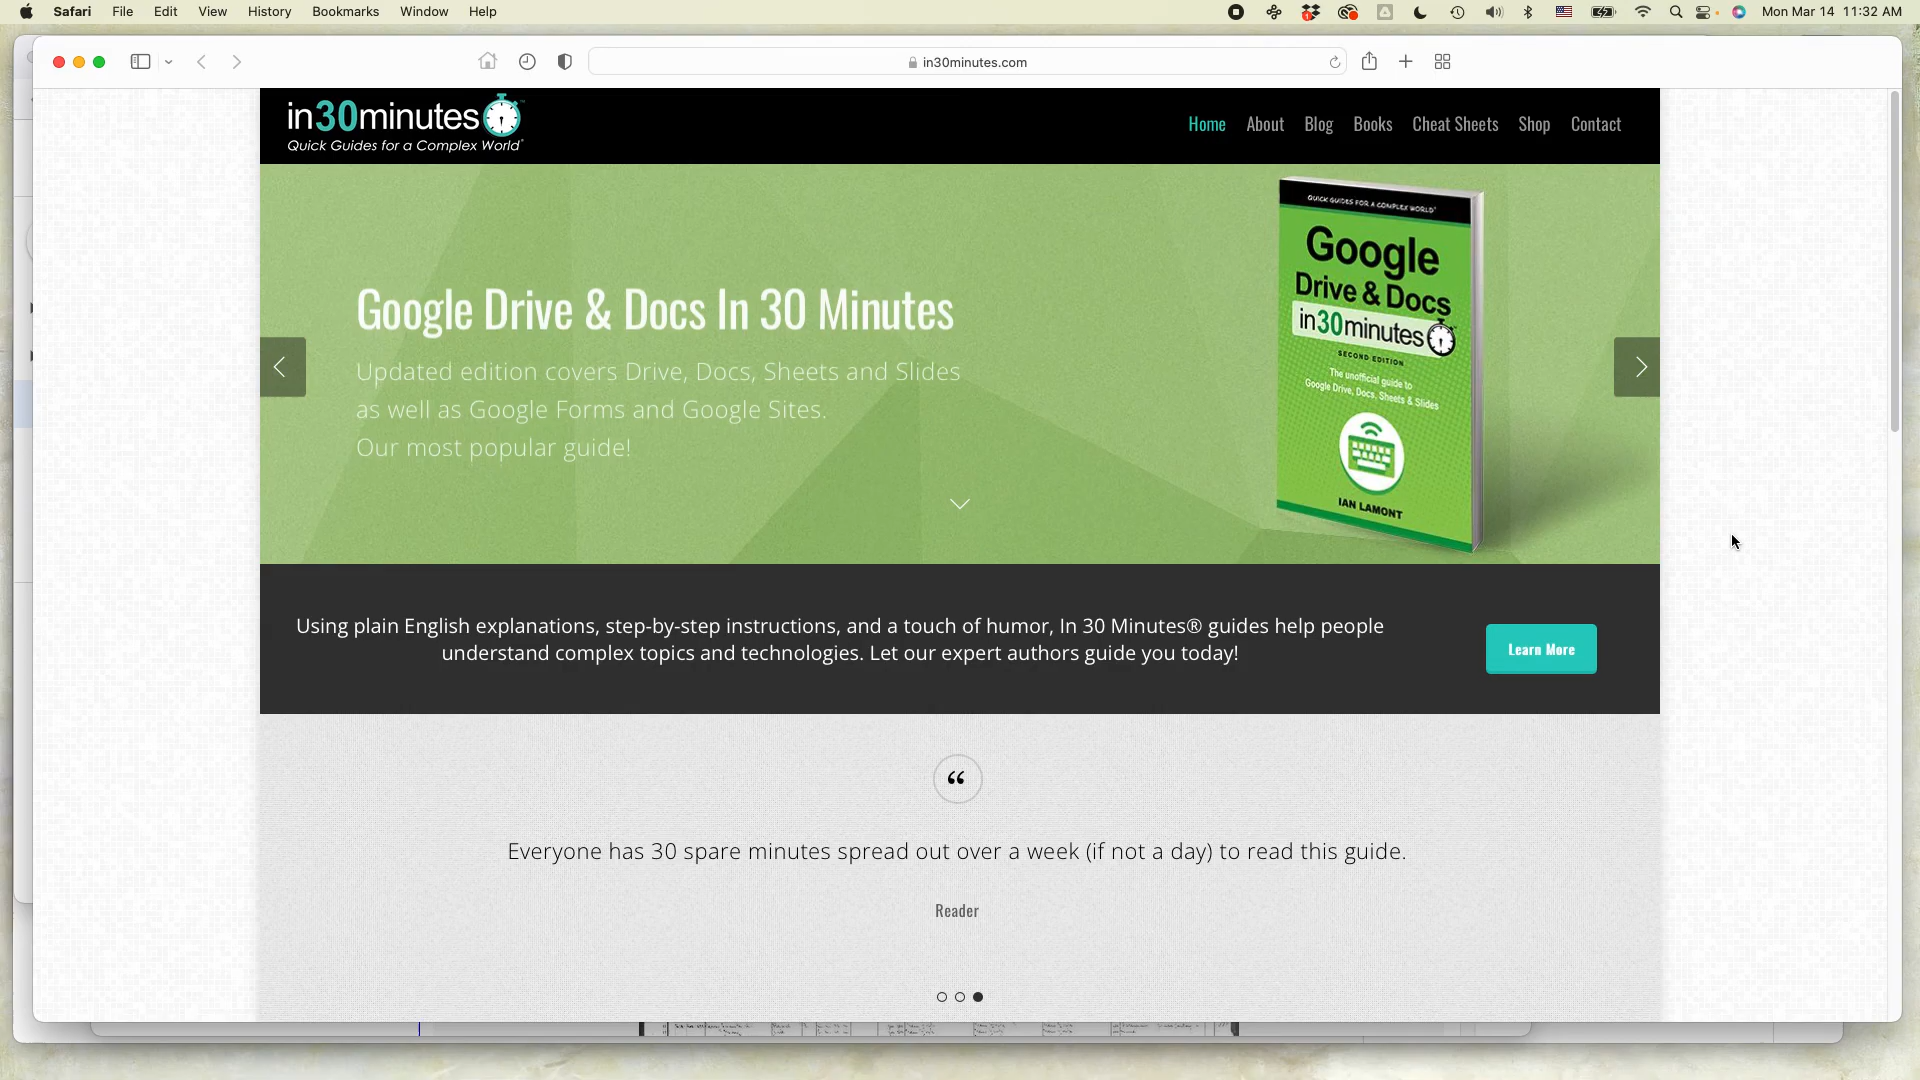 Safari File Edit View History Bookmarks Window Help
1
Mon Mar 14 11:32 AM
in30minutes.com
in30minutes™
Quick Guides for a Complex World®
Home About Blog Books Cheat Sheets Shop Contact
Google Drive & Docs In 30 Minutes
Updated edition covers Drive, Docs, Sheets and Slides
as well as Google Forms and Google Sites.
Our most popular guide!
QUICK GUIDES FOR A COMPLEX WORLD™
Google
Drive & Docs
in30minutes™
SECOND EDITION
The unofficial guide to
Google Drive, Docs, Sheets & Slides
IAN LAMONT
Using plain English explanations, step-by-step instructions, and a touch of humor, In 30 Minutes® guides help people
understand complex topics and technologies. Let our expert authors guide you today!
Learn More
“
Everyone has 30 spare minutes spread out over a week (if not a day) to read this guide.
Reader